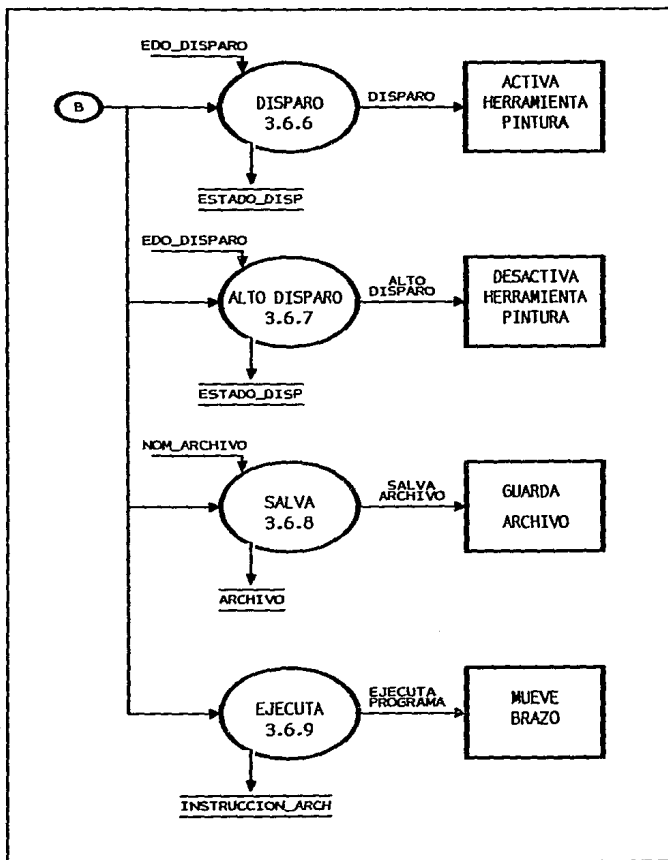 EDO_DISPARO
B
DISPARO
3.6.6
DISPARO
ACTIVA
HERRAMIENTA
PINTURA
ESTADO_DISP
EDO_DISPARO
ALTO DISPARO
3.6.7
ALTO
DISPARO
DESACTIVA
HERRAMIENTA
PINTURA
ESTADO_DISP
NOM_ARCHIVO
SALVA
3.6.8
SALVA
ARCHIVO
GUARDA
ARCHIVO
ARCHIVO
EJECUTA
3.6.9
EJECUTA
PROGRAMA
MUEVE
BRAZO
INSTRUCCION_ARCH